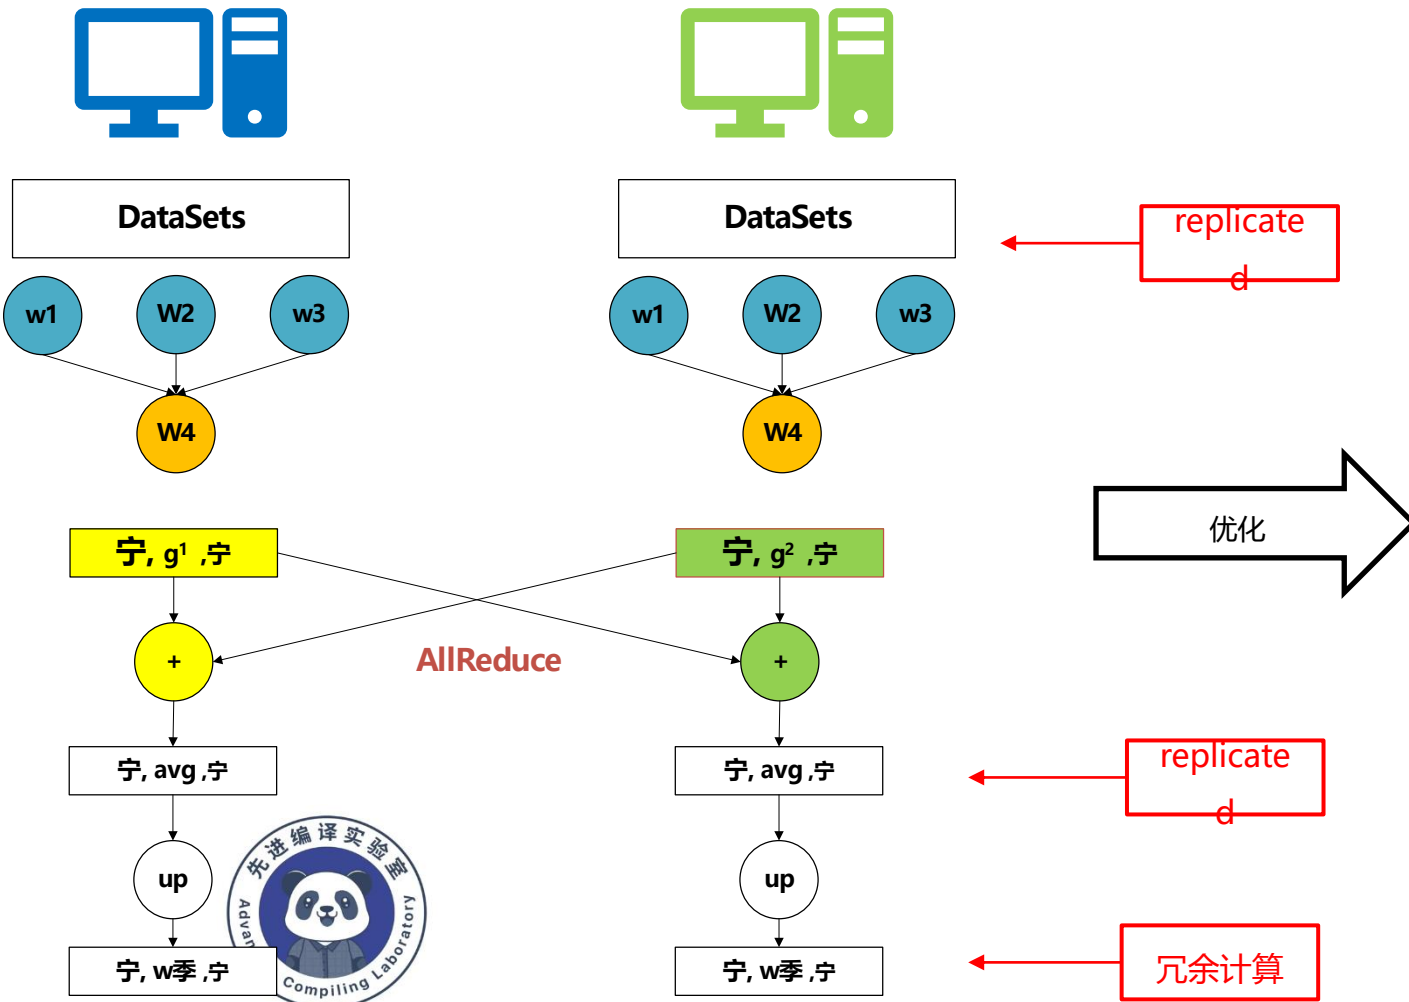 DataSets
DataSets
replicate
d
w1
W2
w3
w1
W2
w3
W4
W4
优化
宁, g¹ ,宁
宁, g² ,宁
+
AllReduce
+
宁, avg ,宁
宁, avg ,宁
replicate
d
先进编译实验室
up
up
Compiling Laboratory
宁, w季 ,宁
宁, w季 ,宁
冗余计算